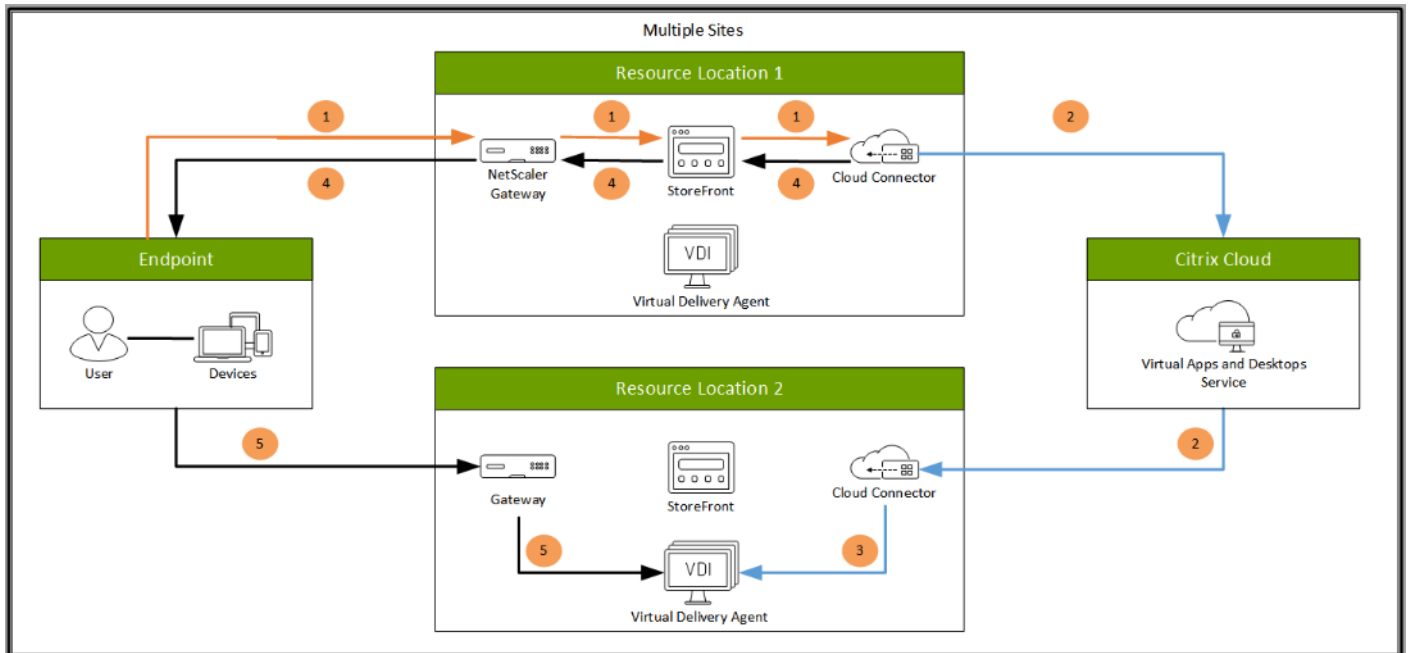 Multiple Sites
Resource Location 1
1
1
1
2
NetScaler
Gateway
StoreFront
Cloud Connector
4
4
4
VDI
Virtual Delivery Agent
Endpoint
User
Devices
Citrix Cloud
Virtual Apps and Desktops
Service
Resource Location 2
5
2
Gateway
StoreFront
Cloud Connector
5
3
VDI
Virtual Delivery Agent